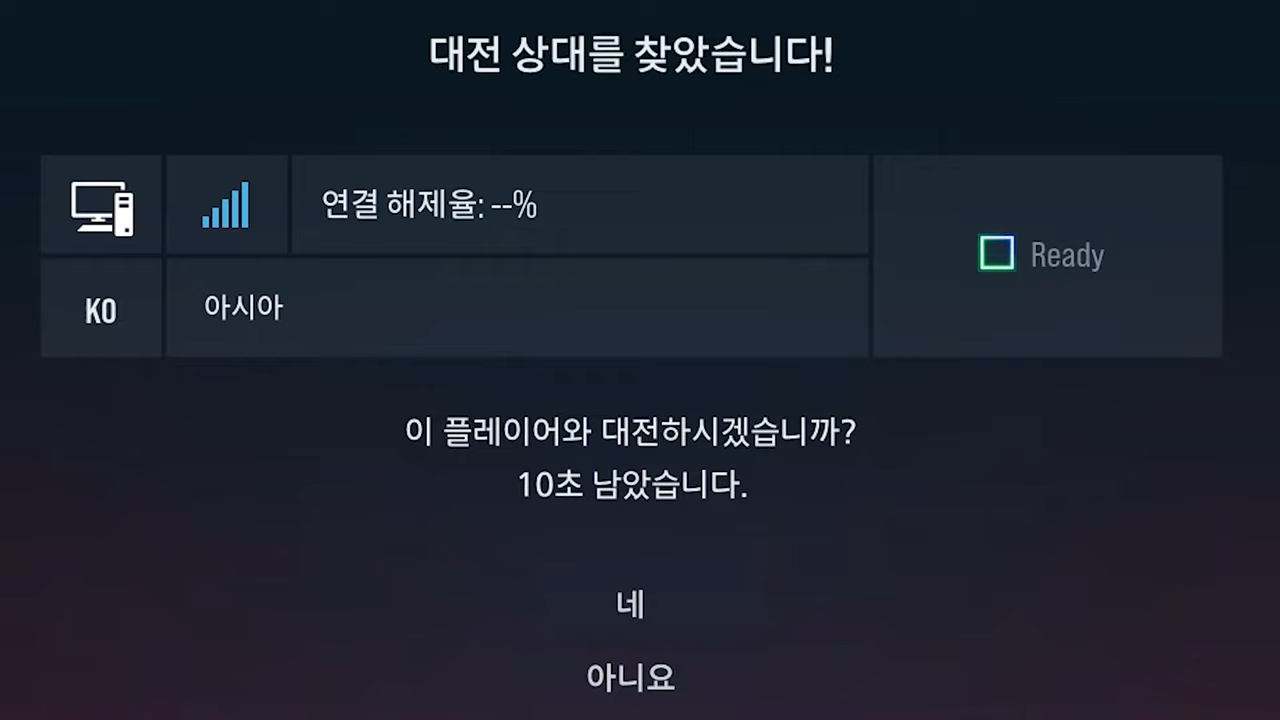 대전 상대를 찾았습니다!
연결 해제율: --%
KO
아시아
Ready
이 플레이어와 대전하시겠습니까?
10초 남았습니다.
네
아니요